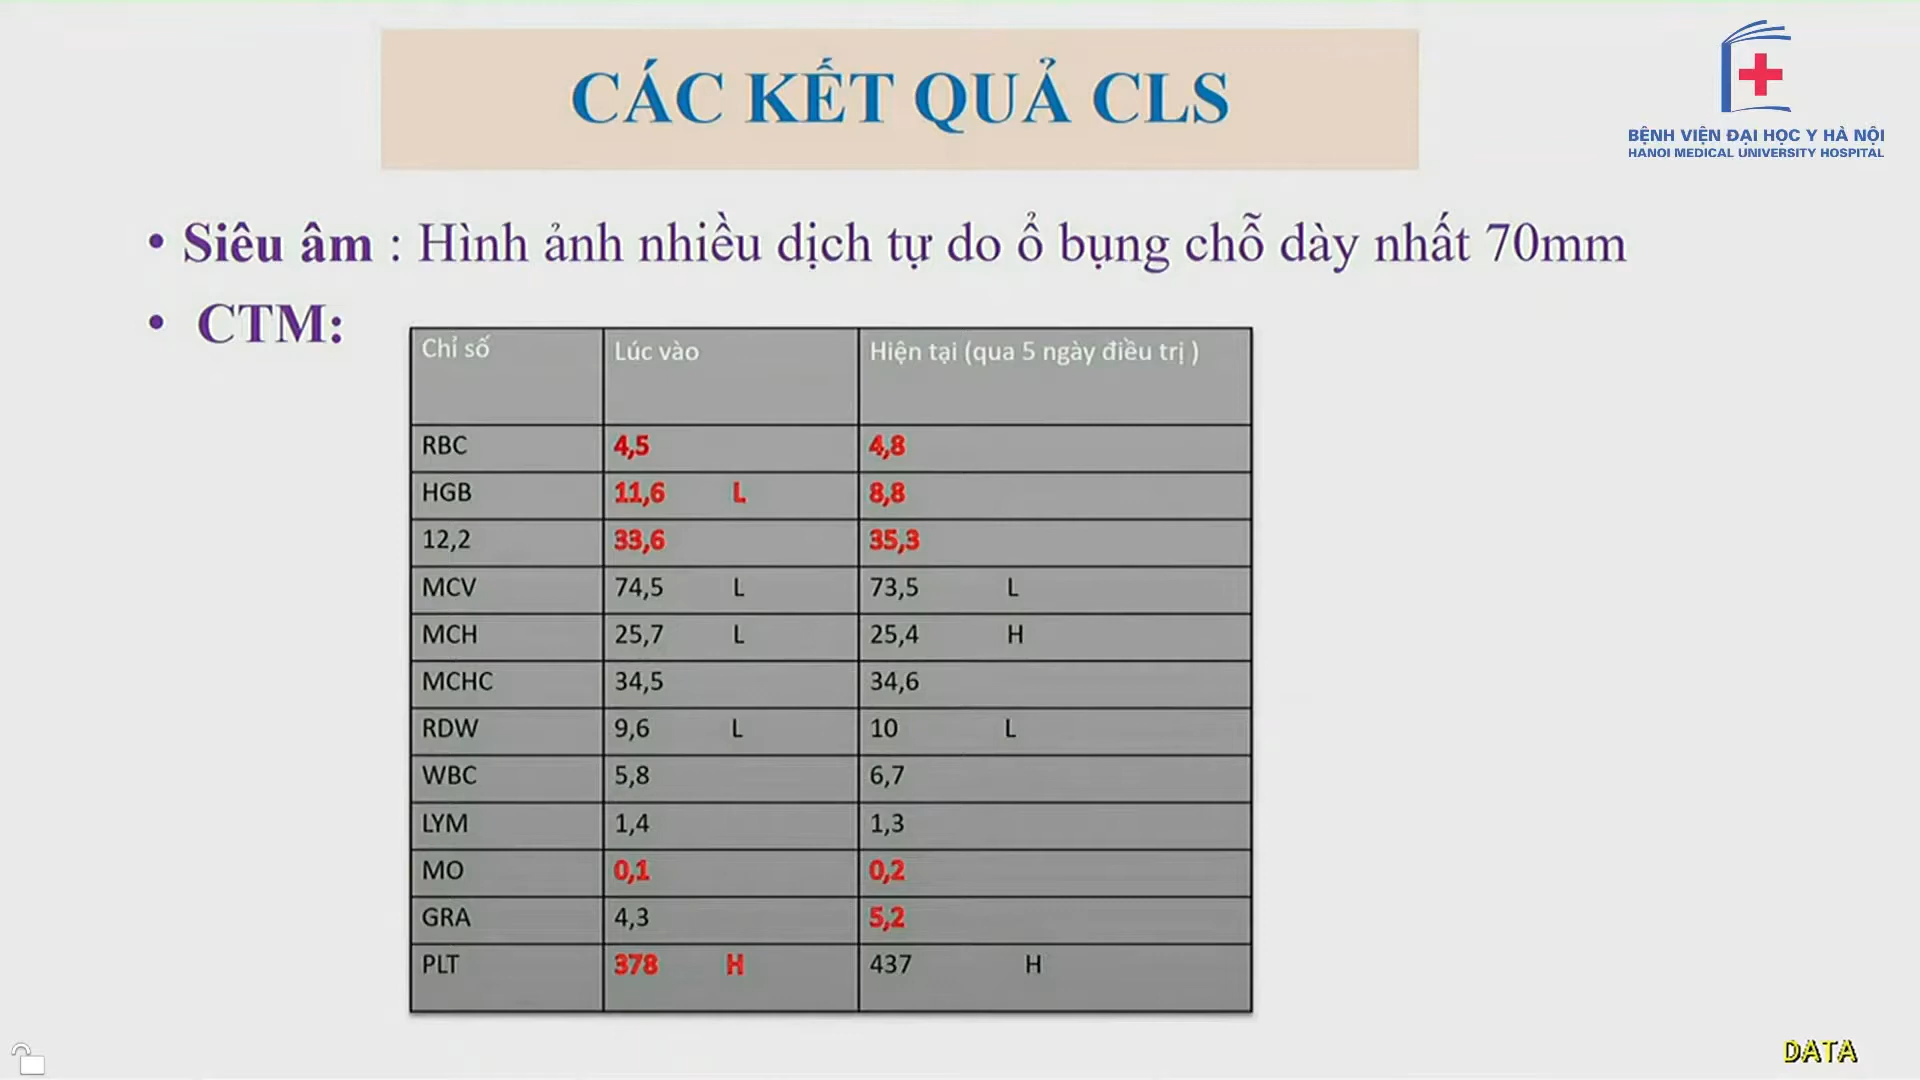 CÁC KẾT QUẢ CLS
BỆNH VIỆN ĐẠI HỌC Y HÀ NỘI
HANOI MEDICAL UNIVERSITY HOSPITAL
• Siêu âm : Hình ảnh nhiều dịch tự do ổ bụng chỗ dày nhất 70mm
• CTM:
Chỉ số Lúc vào Hiện tại (qua 5 ngày điều trị )
RBC 4,5 4,8
HGB 11,6 L 8,8
12,2 33,6 35,3
MCV 74,5 L 73,5 L
MCH 25,7 L 25,4 H
MCHC 34,5 34,6
RDW 9,6 L 10 L
WBC 5,8 6,7
LYM 1,4 1,3
MO 0,1 0,2
GRA 4,3 5,2
PLT 378 H 437 H
DATA